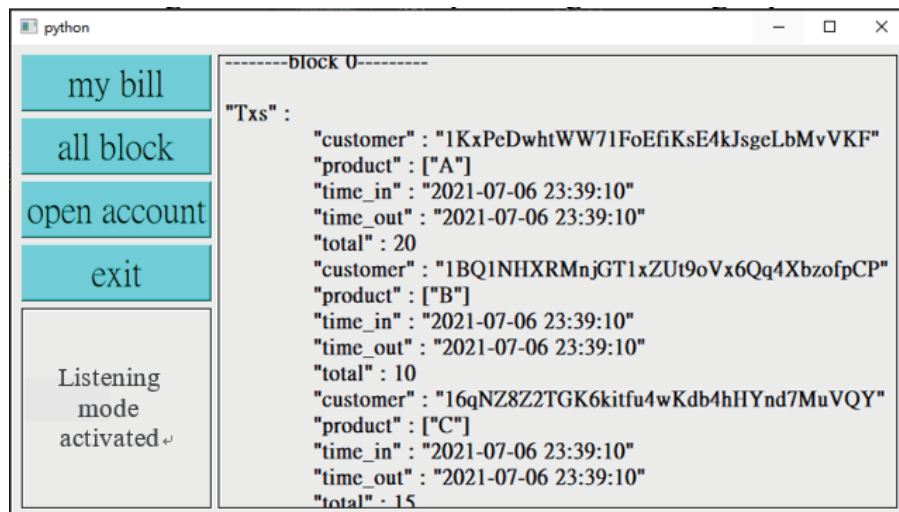 python
my bill
all block
open account
exit
Listening
mode
activated
--------block 0---------
"Txs" :
"customer" : "1KxPeDwhtWW71FoEfiKsE4kJsgeLbMvVKF"
"product" : ["A"]
"time_in" : "2021-07-06 23:39:10"
"time_out" : "2021-07-06 23:39:10"
"total" : 20
"customer" : "1BQ1NHXRMnjGT1xZUt9oVx6Qq4XbzofpCP"
"product" : ["B"]
"time_in" : "2021-07-06 23:39:10"
"time_out" : "2021-07-06 23:39:10"
"total" : 10
"customer" : "16qNZ8Z2TGK6kitfu4wKdb4hHYnd7MuVQY"
"product" : ["C"]
"time_in" : "2021-07-06 23:39:10"
"time_out" : "2021-07-06 23:39:10"
"total" : 15